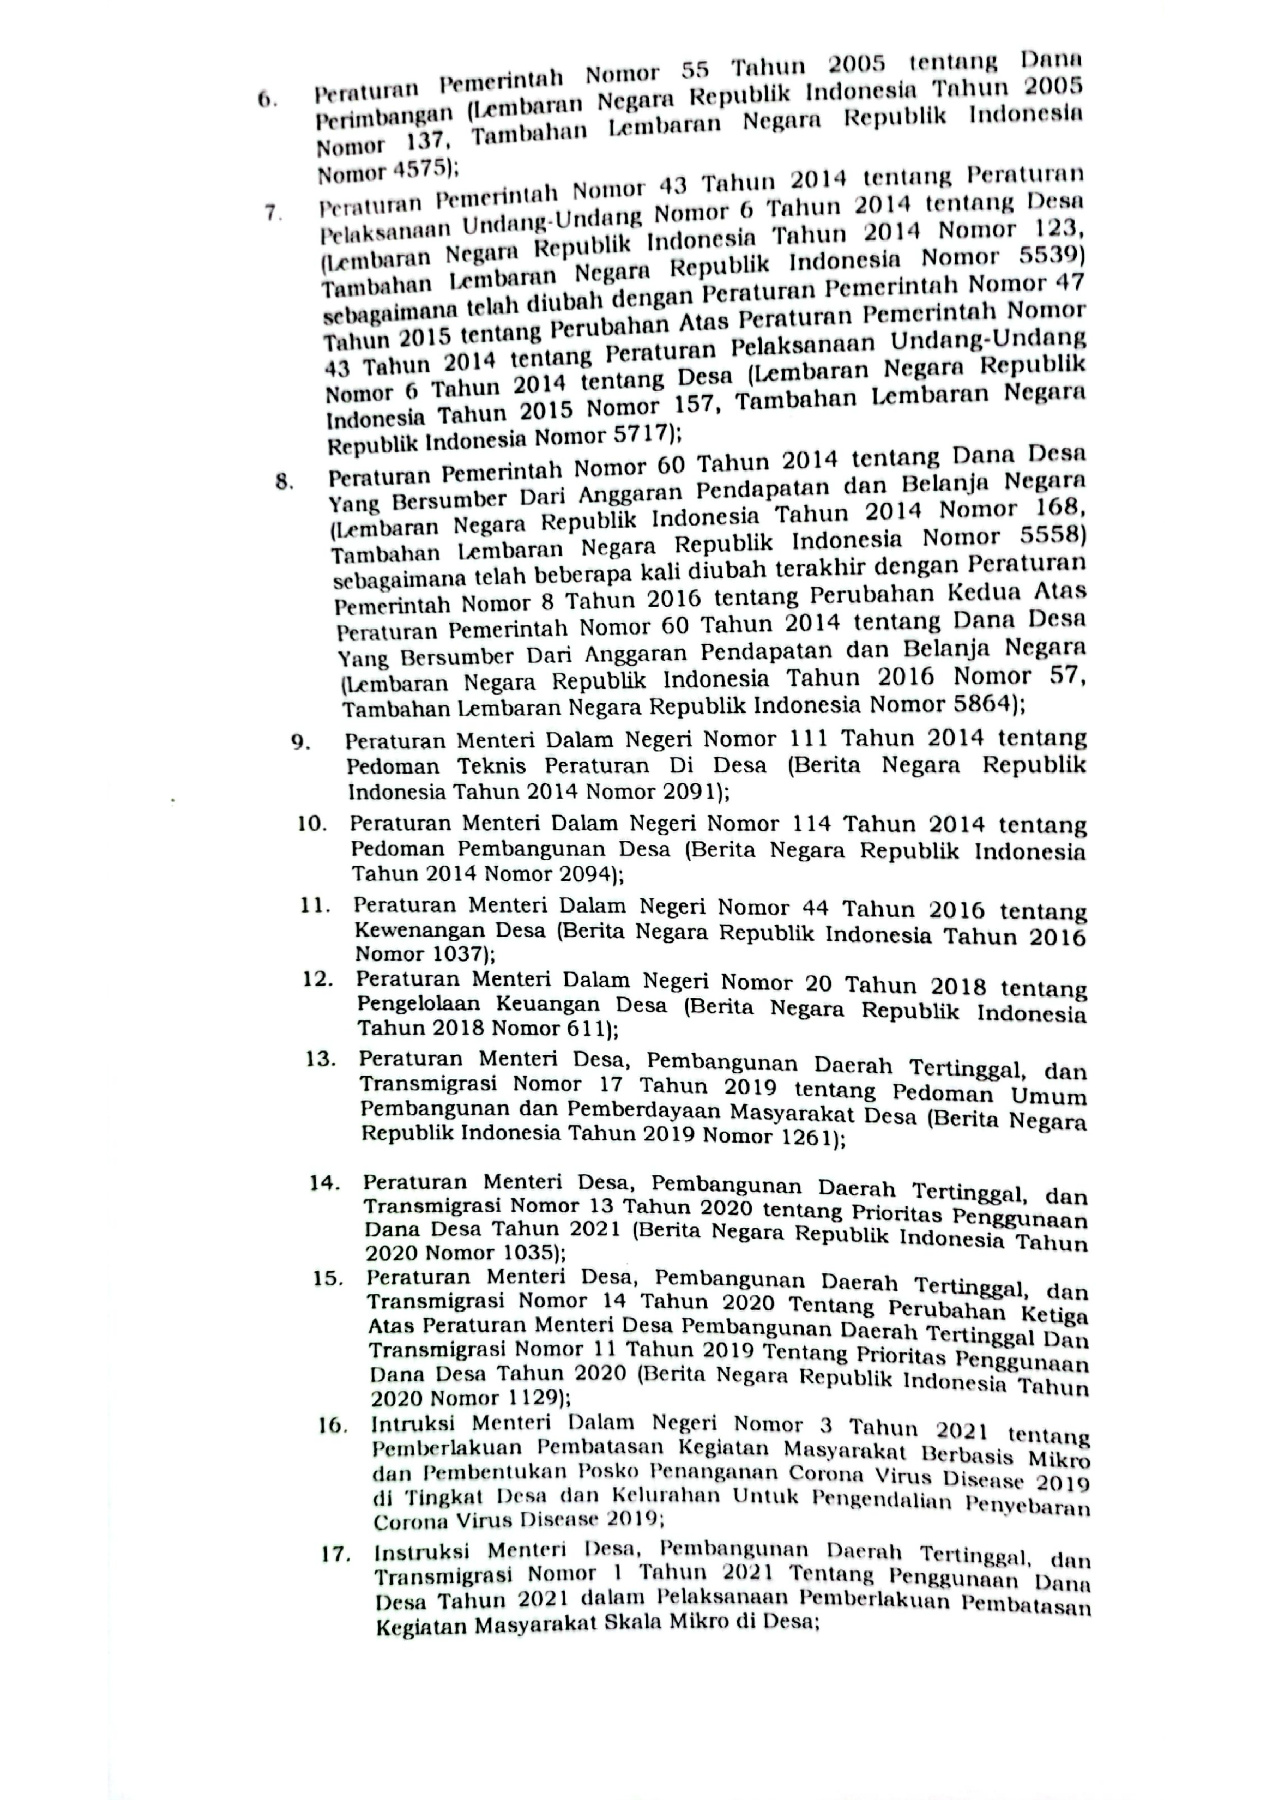 6. Peraturan Pemerintah Nomor 55 Tahun 2005 tentang Dana
Perimbangan (Lembaran Negara Republik Indonesia Tahun 2005
Nomor 137, Tambahan Lembaran Negara Republik Indonesia
Nomor 4575);
7. Peraturan Pemerintah Nomor 43 Tahun 2014 tentang Peraturan
Pelaksanaan Undang-Undang Nomor 6 Tahun 2014 tentang Desa
(Lembaran Negara Republik Indonesia Tahun 2014 Nomor 123,
Tambahan Lembaran Negara Republik Indonesia Nomor 5539)
sebagaimana telah diubah dengan Peraturan Pemerintah Nomor 47
Tahun 2015 tentang Perubahan Atas Peraturan Pemerintah Nomor
43 Tahun 2014 tentang Peraturan Pelaksanaan Undang-Undang
Nomor 6 Tahun 2014 tentang Desa (Lembaran Negara Republik
Indonesia Tahun 2015 Nomor 157, Tambahan Lembaran Negara
Republik Indonesia Nomor 5717);
8. Peraturan Pemerintah Nomor 60 Tahun 2014 tentang Dana Desa
Yang Bersumber Dari Anggaran Pendapatan dan Belanja Negara
(Lembaran Negara Republik Indonesia Tahun 2014 Nomor 168,
Tambahan Lembaran Negara Republik Indonesia Nomor 5558)
sebagaimana telah beberapa kali diubah terakhir dengan Peraturan
Pemerintah Nomor 8 Tahun 2016 tentang Perubahan Kedua Atas
Peraturan Pemerintah Nomor 60 Tahun 2014 tentang Dana Desa
Yang Bersumber Dari Anggaran Pendapatan dan Belanja Negara
(Lembaran Negara Republik Indonesia Tahun 2016 Nomor 57,
Tambahan Lembaran Negara Republik Indonesia Nomor 5864);
9. Peraturan Menteri Dalam Negeri Nomor 111 Tahun 2014 tentang
Pedoman Teknis Peraturan Di Desa (Berita Negara Republik
Indonesia Tahun 2014 Nomor 2091);
10. Peraturan Menteri Dalam Negeri Nomor 114 Tahun 2014 tentang
Pedoman Pembangunan Desa (Berita Negara Republik Indonesia
Tahun 2014 Nomor 2094);
11. Peraturan Menteri Dalam Negeri Nomor 44 Tahun 2016 tentang
Kewenangan Desa (Berita Negara Republik Indonesia Tahun 2016
Nomor 1037);
12. Peraturan Menteri Dalam Negeri Nomor 20 Tahun 2018 tentang
Pengelolaan Keuangan Desa (Berita Negara Republik Indonesia
Tahun 2018 Nomor 611);
13. Peraturan Menteri Desa, Pembangunan Daerah Tertinggal, dan
Transmigrasi Nomor 17 Tahun 2019 tentang Pedoman Umum
Pembangunan dan Pemberdayaan Masyarakat Desa (Berita Negara
Republik Indonesia Tahun 2019 Nomor 1261);
14. Peraturan Menteri Desa, Pembangunan Daerah Tertinggal, dan
Transmigrasi Nomor 13 Tahun 2020 tentang Prioritas Penggunaan
Dana Desa Tahun 2021 (Berita Negara Republik Indonesia Tahun
2020 Nomor 1035);
15. Peraturan Menteri Desa, Pembangunan Daerah Tertinggal, dan
Transmigrasi Nomor 14 Tahun 2020 Tentang Perubahan Ketiga
Atas Peraturan Menteri Desa Pembangunan Daerah Tertinggal Dan
Transmigrasi Nomor 11 Tahun 2019 Tentang Prioritas Penggunaan
Dana Desa Tahun 2020 (Berita Negara Republik Indonesia Tahun
2020 Nomor 1129);
16. Intruksi Menteri Dalam Negeri Nomor 3 Tahun 2021 tentang
Pemberlakuan Pembatasan Kegiatan Masyarakat Berbasis Mikro
dan Pembentukan Posko Penanganan Corona Virus Disease 2019
di Tingkat Desa dan Kelurahan Untuk Pengendalian Penyebaran
Corona Virus Disease 2019;
17. Instruksi Menteri Desa, Pembangunan Daerah Tertinggal, dan
Transmigrasi Nomor 1 Tahun 2021 Tentang Penggunaan Dana
Desa Tahun 2021 dalam Pelaksanaan Pemberlakuan Pembatasan
Kegiatan Masyarakat Skala Mikro di Desa;